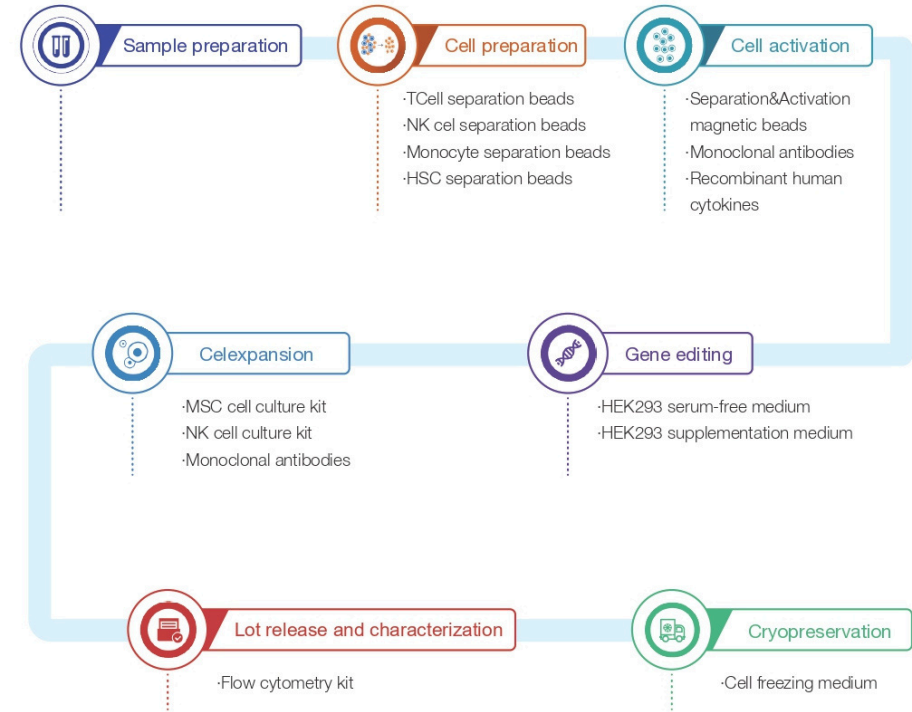 Sample preparation
Cell preparation
·TCell separation beads
·NK cel separation beads
·Monocyte separation beads
·HSC separation beads
Cell activation
·Separation&Activation
magnetic beads
·Monoclonal antibodies
·Recombinant human
cytokines
Gene editing
·HEK293 serum-free medium
·HEK293 supplementation medium
Celexpansion
·MSC cell culture kit
·NK cell culture kit
·Monoclonal antibodies
Lot release and characterization
·Flow cytometry kit
Cryopreservation
·Cell freezing medium